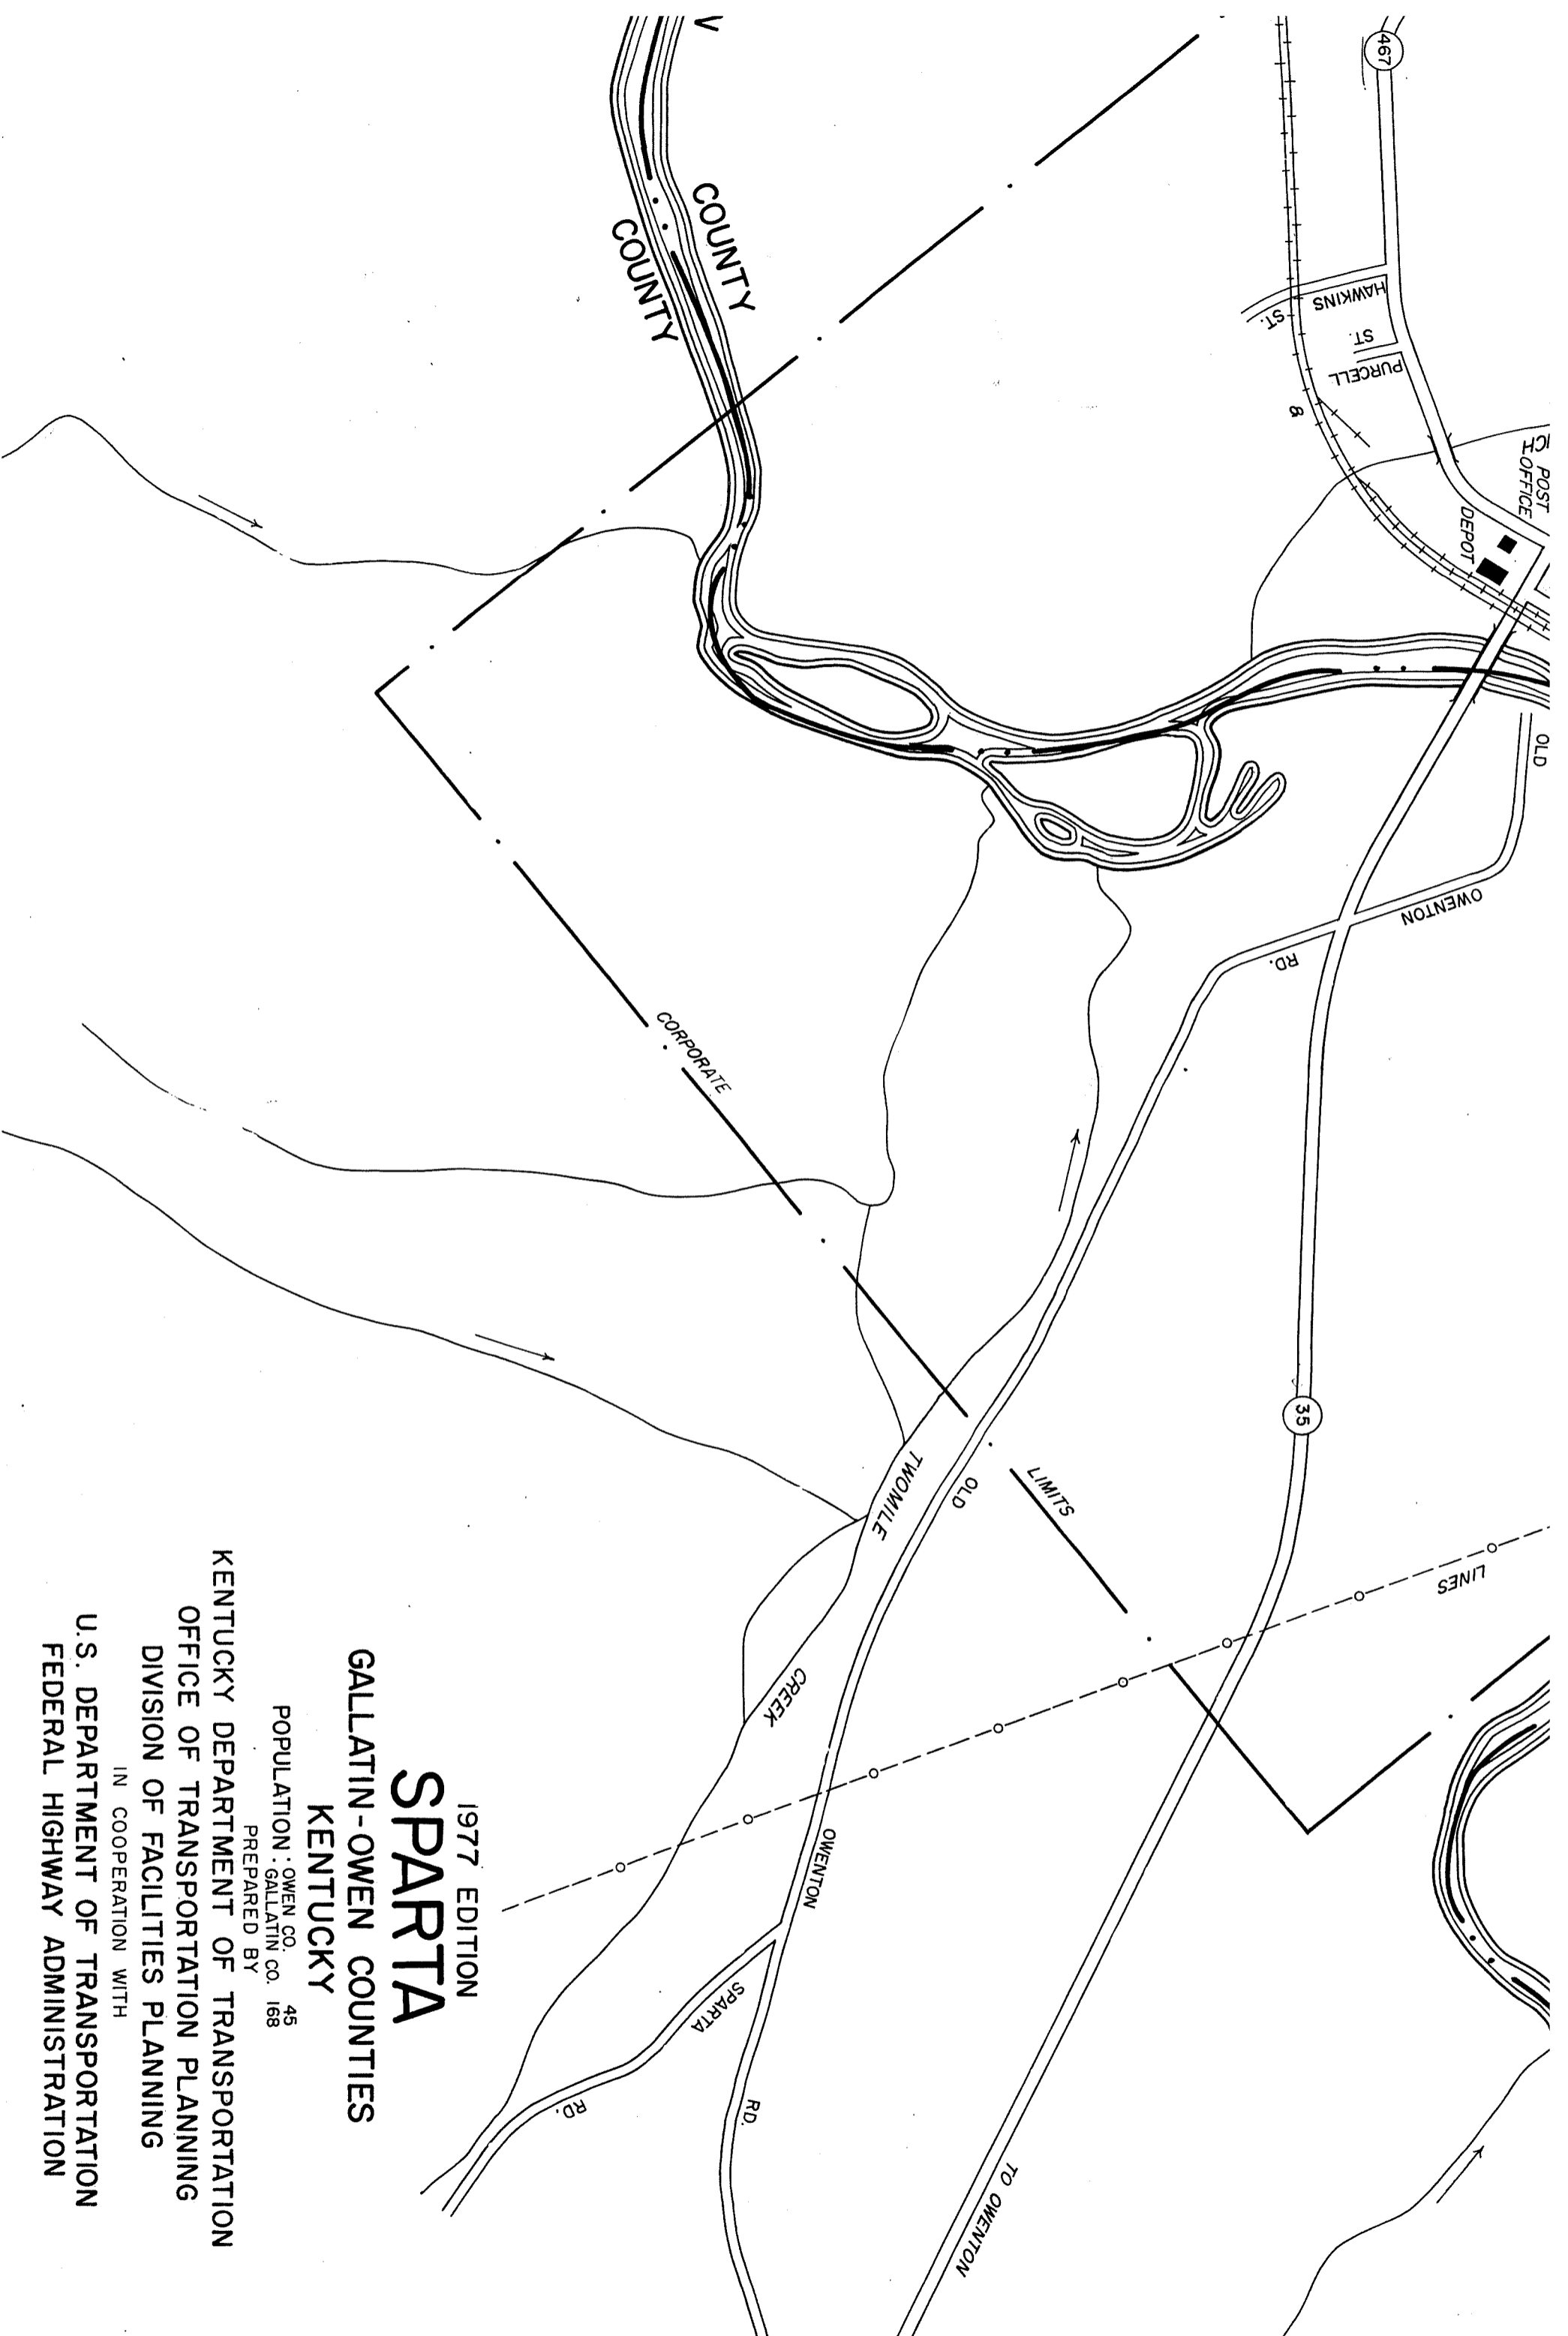 467
HAWKINS
ST.
ST.
PURCELL
&
POST
OFFICE
DEPOT
OLD
OWENTON
RD.
COUNTY
COUNTY
CORPORATE
LIMITS
35
LINES
TWOMILE
CREEK
OLD
OWENTON
RD.
SPARTA
RD.
TO OWENTON
1977 EDITION
SPARTA
GALLATIN-OWEN COUNTIES
KENTUCKY
POPULATION: OWEN CO. 45
GALLATIN CO. 168
PREPARED BY
KENTUCKY DEPARTMENT OF TRANSPORTATION
OFFICE OF TRANSPORTATION PLANNING
DIVISION OF FACILITIES PLANNING
IN COOPERATION WITH
U.S. DEPARTMENT OF TRANSPORTATION
FEDERAL HIGHWAY ADMINISTRATION